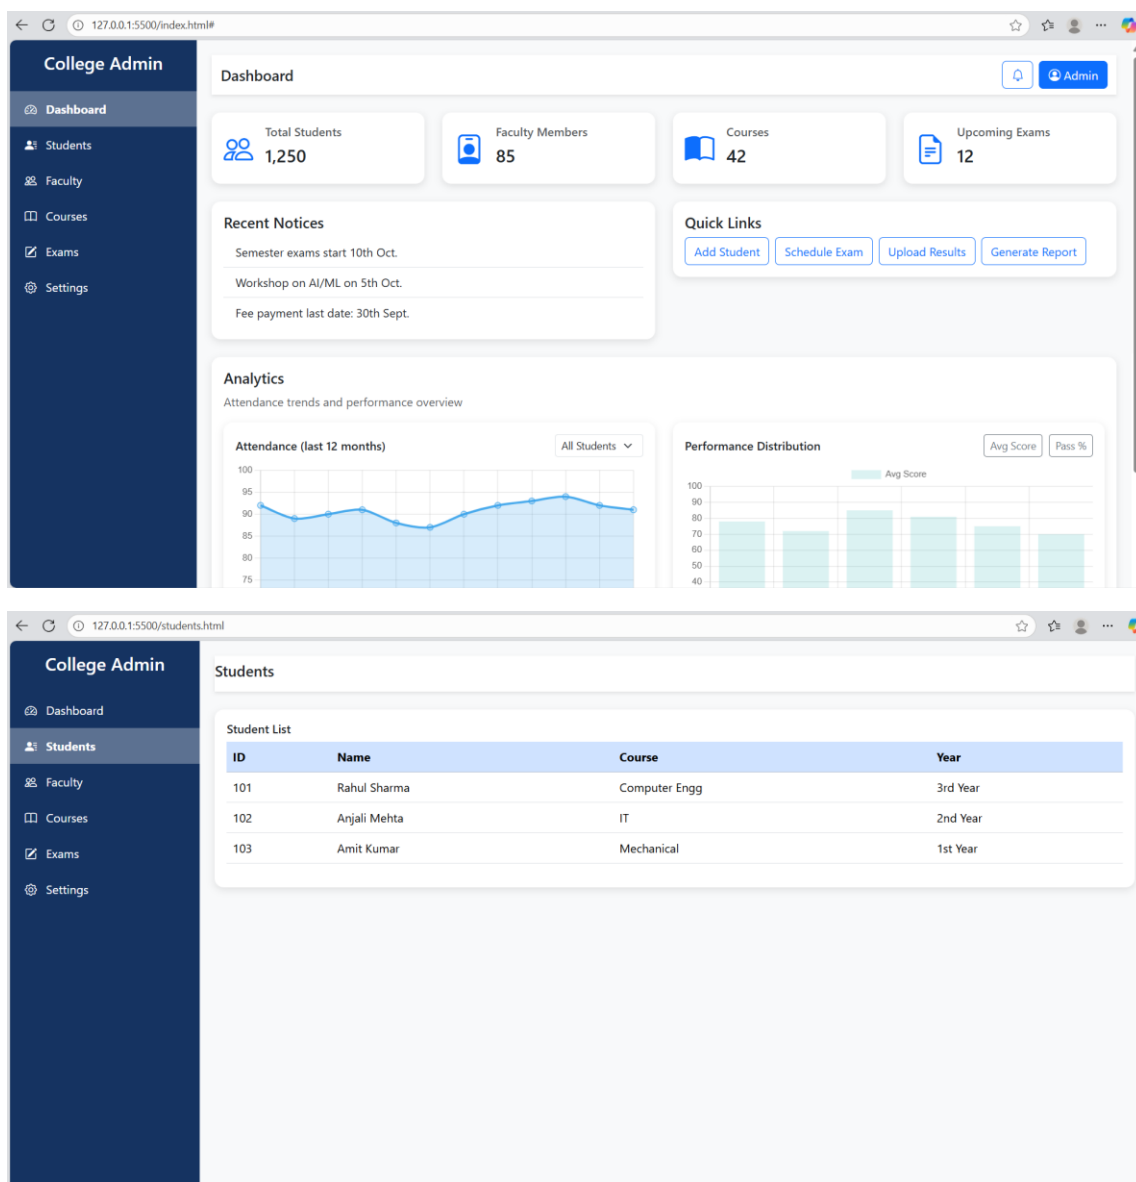 127.0.0.1:5500/index.html#
College Admin
Dashboard
Students
Faculty
Courses
Exams
Settings
Dashboard
Admin
Total Students
1,250
Faculty Members
85
Courses
42
Upcoming Exams
12
Recent Notices
Semester exams start 10th Oct.
Workshop on AI/ML on 5th Oct.
Fee payment last date: 30th Sept.
Quick Links
Add Student Schedule Exam Upload Results Generate Report
Analytics
Attendance trends and performance overview
Attendance (last 12 months) All Students
100
95
90
85
80
75
Performance Distribution Avg Score Pass %
Avg Score
100
90
80
70
60
50
40
127.0.0.1:5500/students.html
College Admin
Dashboard
Students
Faculty
Courses
Exams
Settings
Students
Student List
ID Name Course Year
101 Rahul Sharma Computer Engg 3rd Year
102 Anjali Mehta IT 2nd Year
103 Amit Kumar Mechanical 1st Year